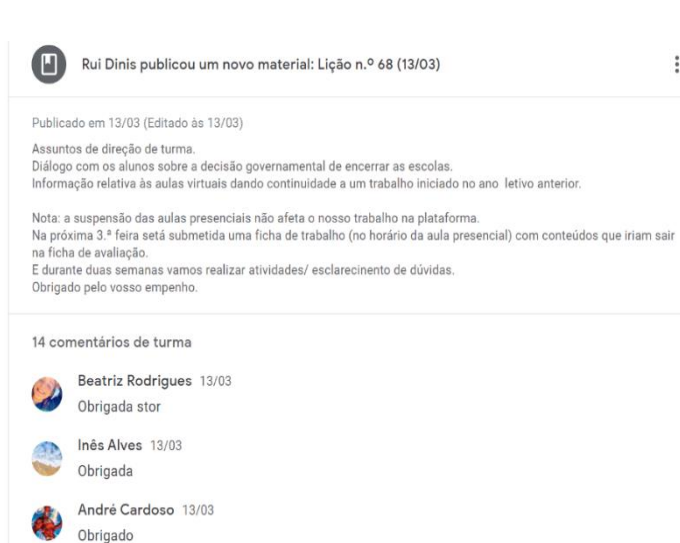 Rui Dinis publicou um novo material: Lição n.º 68 (13/03)
Publicado em 13/03 (Editado às 13/03)
Assuntos de direção de turma.
Diálogo com os alunos sobre a decisão governamental de encerrar as escolas.
Informação relativa às aulas virtuais dando continuidade a um trabalho iniciado no ano letivo anterior.
Nota: a suspensão das aulas presenciais não afeta o nosso trabalho na plataforma.
Na próxima 3.ª feira setá submetida uma ficha de trabalho (no horário da aula presencial) com conteúdos que iriam sair
na ficha de avaliação.
E durante duas semanas vamos realizar atividades/ esclarecinento de dúvidas.
Obrigado pelo vosso empenho.
14 comentários de turma
Beatriz Rodrigues 13/03
Obrigada stor
Inês Alves 13/03
Obrigada
André Cardoso 13/03
Obrigado